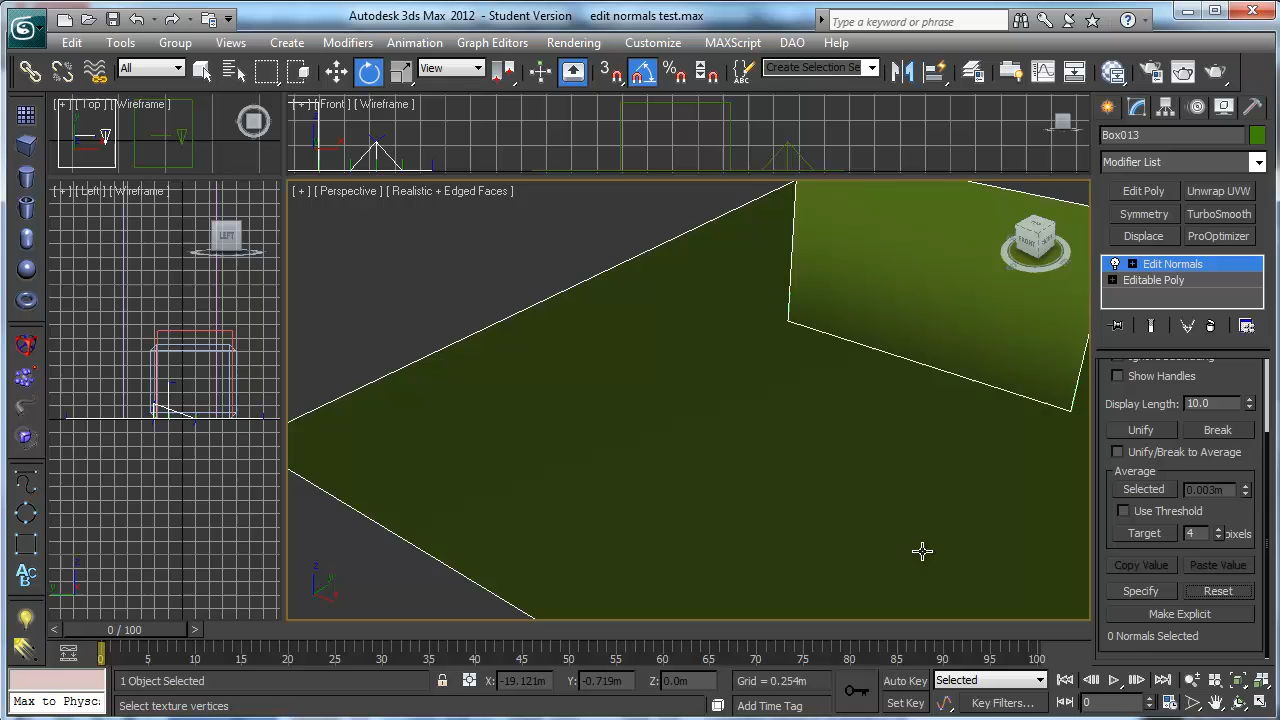 Autodesk 3ds Max 2012 - Student Version edit normals test.max
Type a keyword or phrase
Edit Tools Group Views Create Modifiers Animation Graph Editors Rendering Customize MAXScript DAO Help
All View 3 Create Selection Se
[ + ] [ Top ] [ Wireframe ]
[ + ] [ Front ] [ Wireframe ]
Box013
Modifier List
[ + ] [ Left ] [ Wireframe ]
[ + ] [ Perspective ] [ Realistic + Edged Faces ]
Edit Poly Unwrap UVW
Symmetry TurboSmooth
LEFT
FRONT
Displace ProOptimizer
Edit Normals
Editable Poly
Show Handles
Display Length: 10.0
Unify Break
Unify/Break to Average
Average
Selected 0.003m
Use Threshold
Target 4 pixels
Copy Value Paste Value
Specify Reset
Make Explicit
0 Normals Selected
ABC
0 / 100
0 5 10 15 20 25 30 35 40 45 50 55 60 65 70 75 80 85 90 95 100
1 Object Selected X: -19.121m Y: -0.719m Z: 0.0m Grid = 0.254m Auto Key Selected
Max to Physc
Select texture vertices Add Time Tag Set Key Key Filters... 0